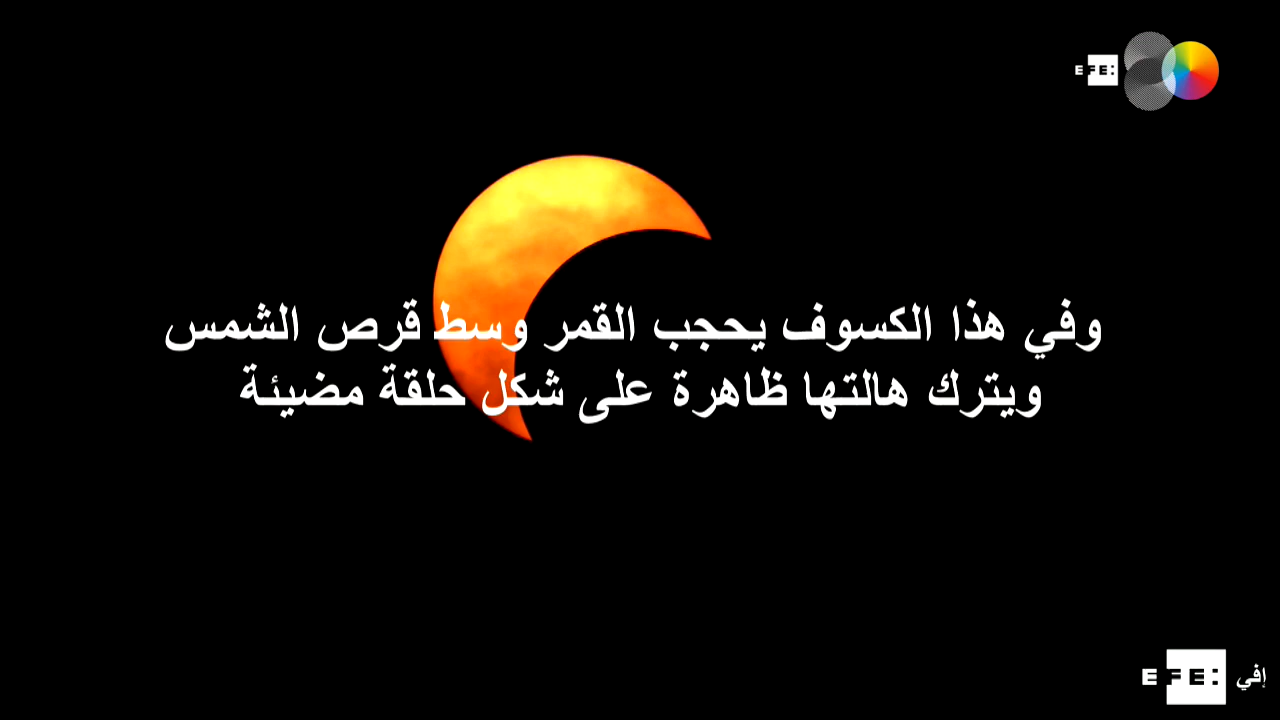 EFE:
وفي هذا الكسوف يحجب القمر وسط قرص الشمس
ويترك هالتها ظاهرة على شكل حلقة مضيئة
EFE: إفي